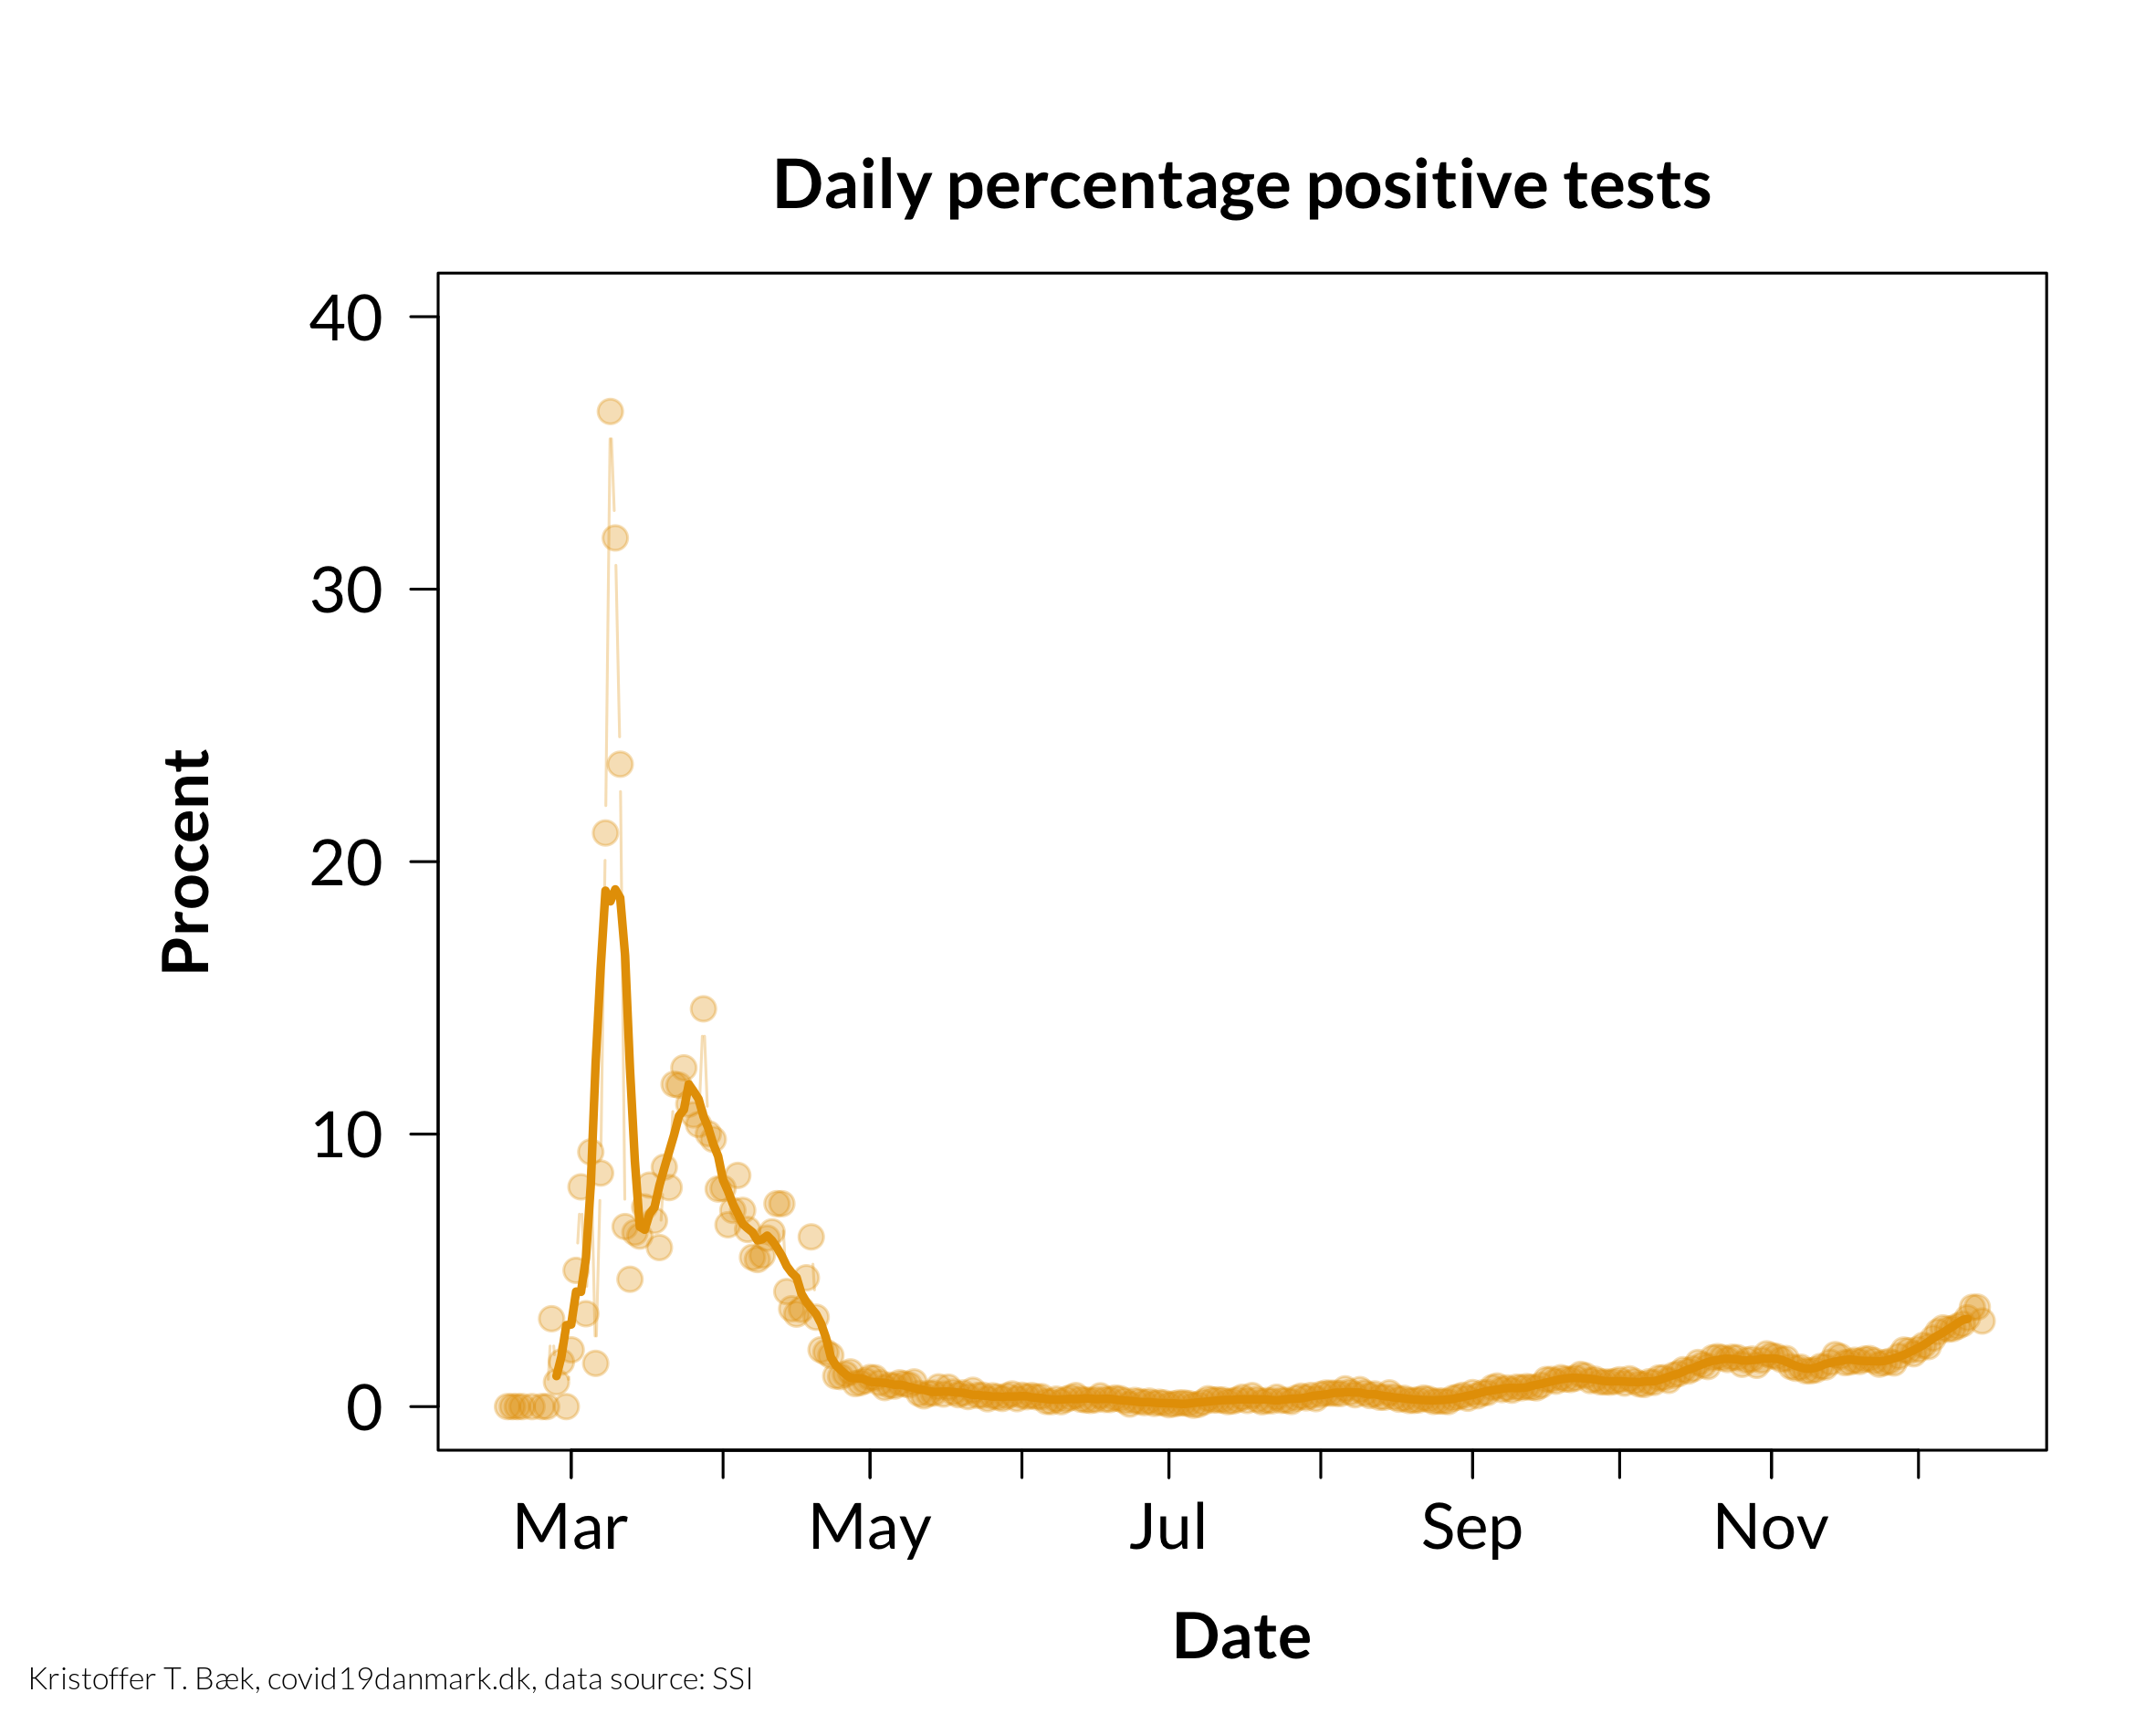 Daily percentage positive tests
40
30
20
10
0
Procent
Mar May Jul Sep Nov
Date
Kristoffer T. Bæk, covid19danmark.dk, data source: SSI